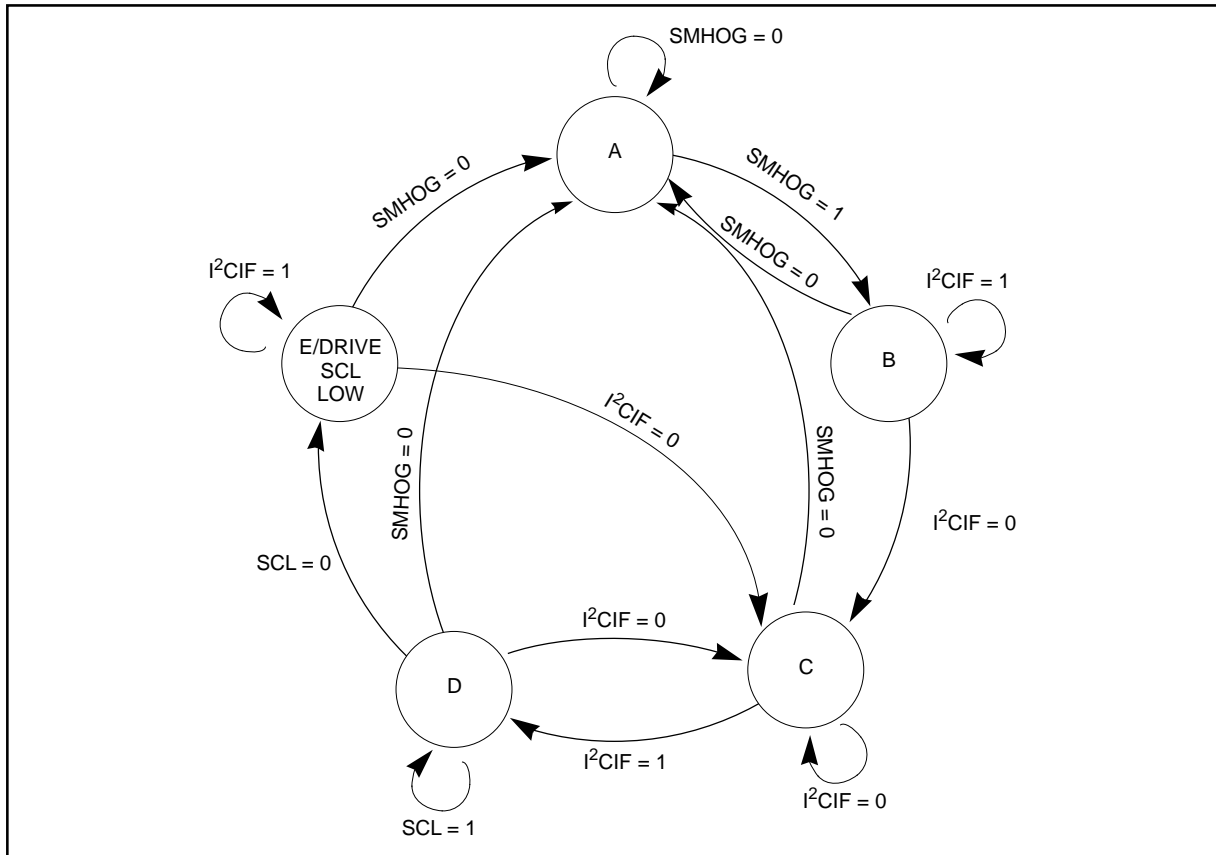 SMHOG = 0
A
SMHOG = 0
SMHOG = 1
SMHOG = 0
I²CIF = 1
I²CIF = 1
E/DRIVE
SCL
LOW
B
I²CIF = 0
SMHOG = 0
SMHOG = 0
I²CIF = 0
SCL = 0
I²CIF = 0
D
C
I²CIF = 1
I²CIF = 0
SCL = 1